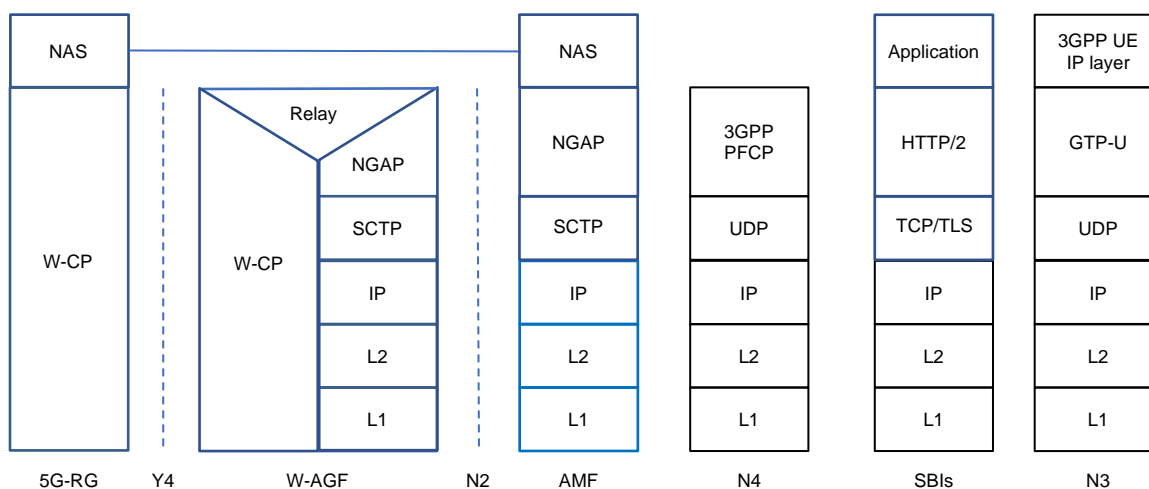 NAS
NAS
Application
3GPP UE
IP layer
Relay
NGAP
NGAP
3GPP
PFCP
HTTP/2
GTP-U
W-CP
W-CP
SCTP
SCTP
UDP
TCP/TLS
UDP
IP
IP
IP
IP
IP
L2
L2
L2
L2
L2
L1
L1
L1
L1
L1
5G-RG
Y4
W-AGF
N2
AMF
N4
SBIs
N3